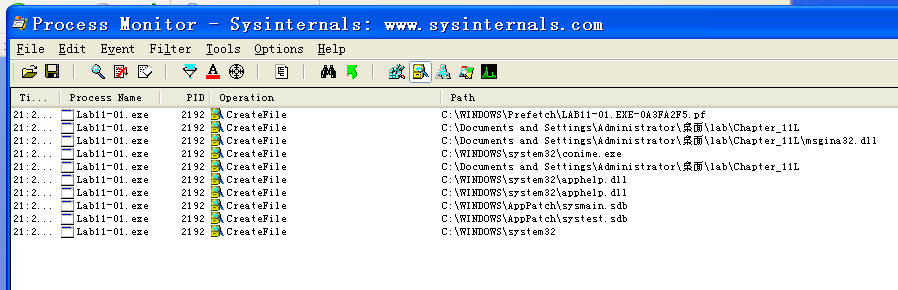 Process Monitor - Sysinternals: www.sysinternals.com
File Edit Event Filter Tools Options Help
Ti... Process Name PID Operation Path
21:2... Lab11-01.exe 2192 CreateFile C:\WINDOWS\Prefetch\LAB11-01.EXE-0A3FA2F5.pf
21:2... Lab11-01.exe 2192 CreateFile C:\Documents and Settings\Administrator\桌面\lab\Chapter_11L
21:2... Lab11-01.exe 2192 CreateFile C:\Documents and Settings\Administrator\桌面\lab\Chapter_11L\msgina32.dll
21:2... Lab11-01.exe 2192 CreateFile C:\WINDOWS\system32\conime.exe
21:2... Lab11-01.exe 2192 CreateFile C:\Documents and Settings\Administrator\桌面\lab\Chapter_11L
21:2... Lab11-01.exe 2192 CreateFile C:\WINDOWS\system32\apphelp.dll
21:2... Lab11-01.exe 2192 CreateFile C:\WINDOWS\system32\apphelp.dll
21:2... Lab11-01.exe 2192 CreateFile C:\WINDOWS\AppPatch\sysmain.sdb
21:2... Lab11-01.exe 2192 CreateFile C:\WINDOWS\AppPatch\systest.sdb
21:2... Lab11-01.exe 2192 CreateFile C:\WINDOWS\system32